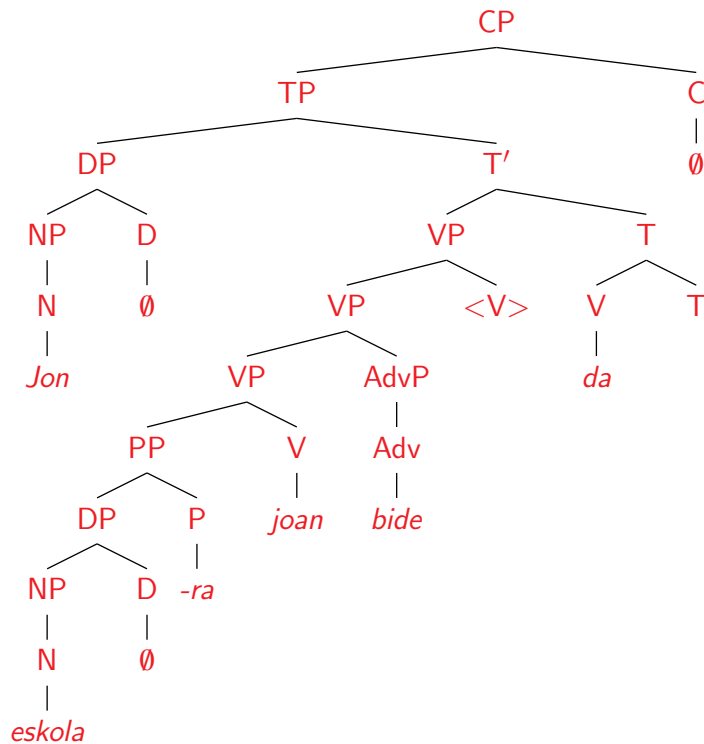 CP
TP C
DP T′ ∅
NP D VP T
N ∅ VP <V> V T
Jon VP AdvP da
PP V Adv
DP P joan bide
NP D -ra
N ∅
eskola